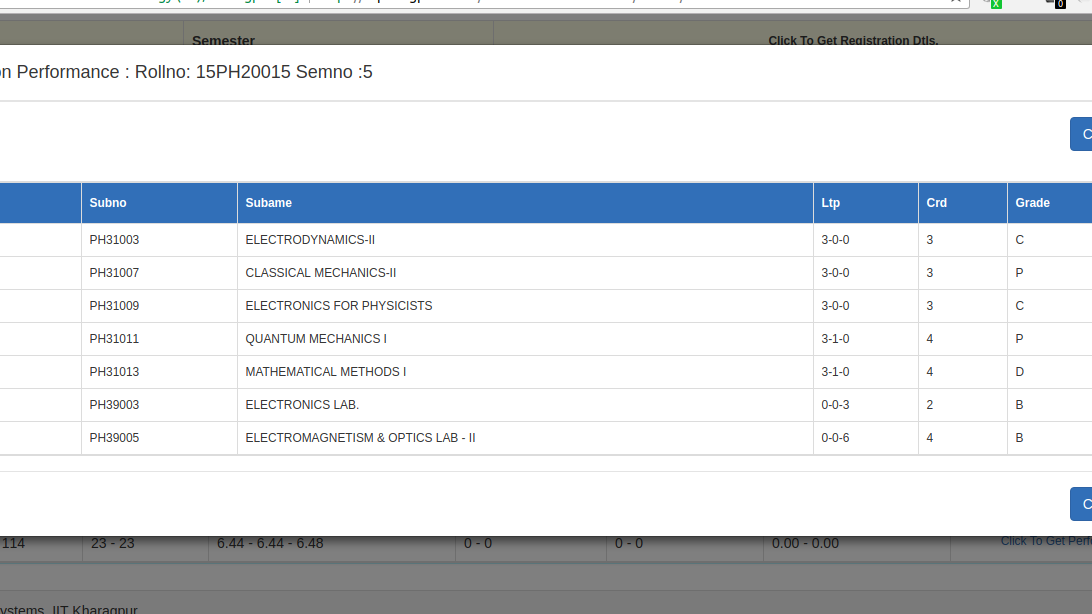 Semester Click To Get Registration Dtls.
on Performance : Rollno: 15PH20015 Semno :5
Subno Subame Ltp Crd Grade
PH31003 ELECTRODYNAMICS-II 3-0-0 3 C
PH31007 CLASSICAL MECHANICS-II 3-0-0 3 P
PH31009 ELECTRONICS FOR PHYSICISTS 3-0-0 3 C
PH31011 QUANTUM MECHANICS I 3-1-0 4 P
PH31013 MATHEMATICAL METHODS I 3-1-0 4 D
PH39003 ELECTRONICS LAB. 0-0-3 2 B
PH39005 ELECTROMAGNETISM & OPTICS LAB - II 0-0-6 4 B
114 23 - 23 6.44 - 6.44 - 6.48 0 - 0 0 - 0 0.00 - 0.00 Click To Get Perf
ystems, IIT Kharagpur